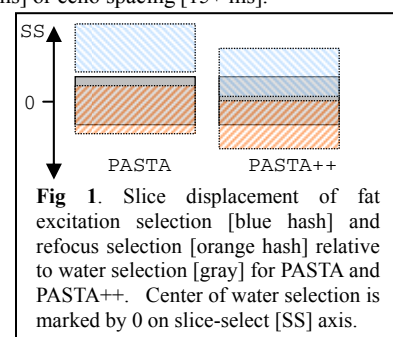 ms] or echo spacing [15+ ms].
SS
0
PASTA PASTA++
Fig 1. Slice displacement of fat
excitation selection [blue hash] and
refocus selection [orange hash] relative
to water selection [gray] for PASTA and
PASTA++. Center of water selection is
marked by 0 on slice-select [SS] axis.